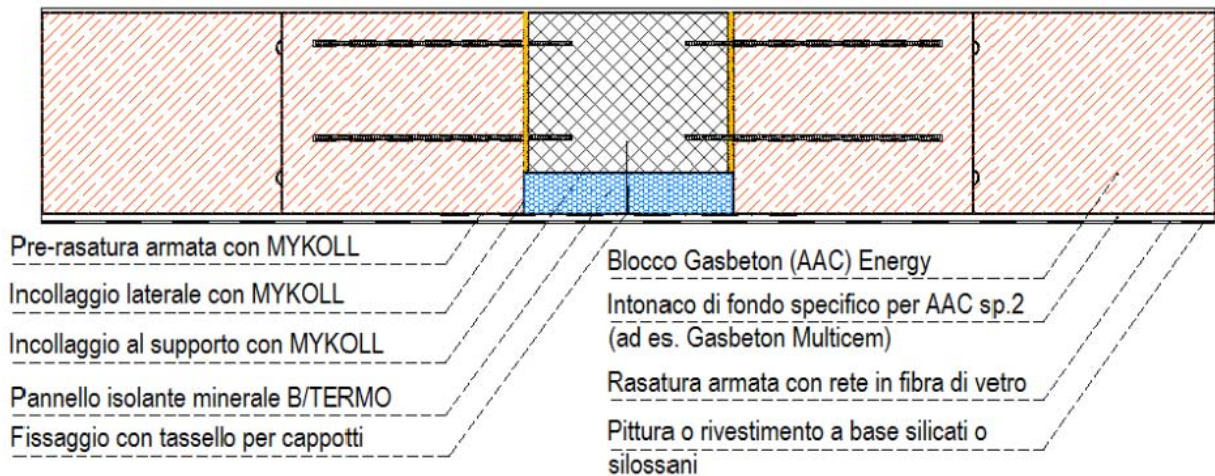 Pre-rasatura armata con MYKOLL
Incollaggio laterale con MYKOLL
Incollaggio al supporto con MYKOLL
Pannello isolante minerale B/TERMO
Fissaggio con tassello per cappotti
Blocco Gasbeton (AAC) Energy
Intonaco di fondo specifico per AAC sp.2
(ad es. Gasbeton Multicem)
Rasatura armata con rete in fibra di vetro
Pittura o rivestimento a base silicati o
silossani